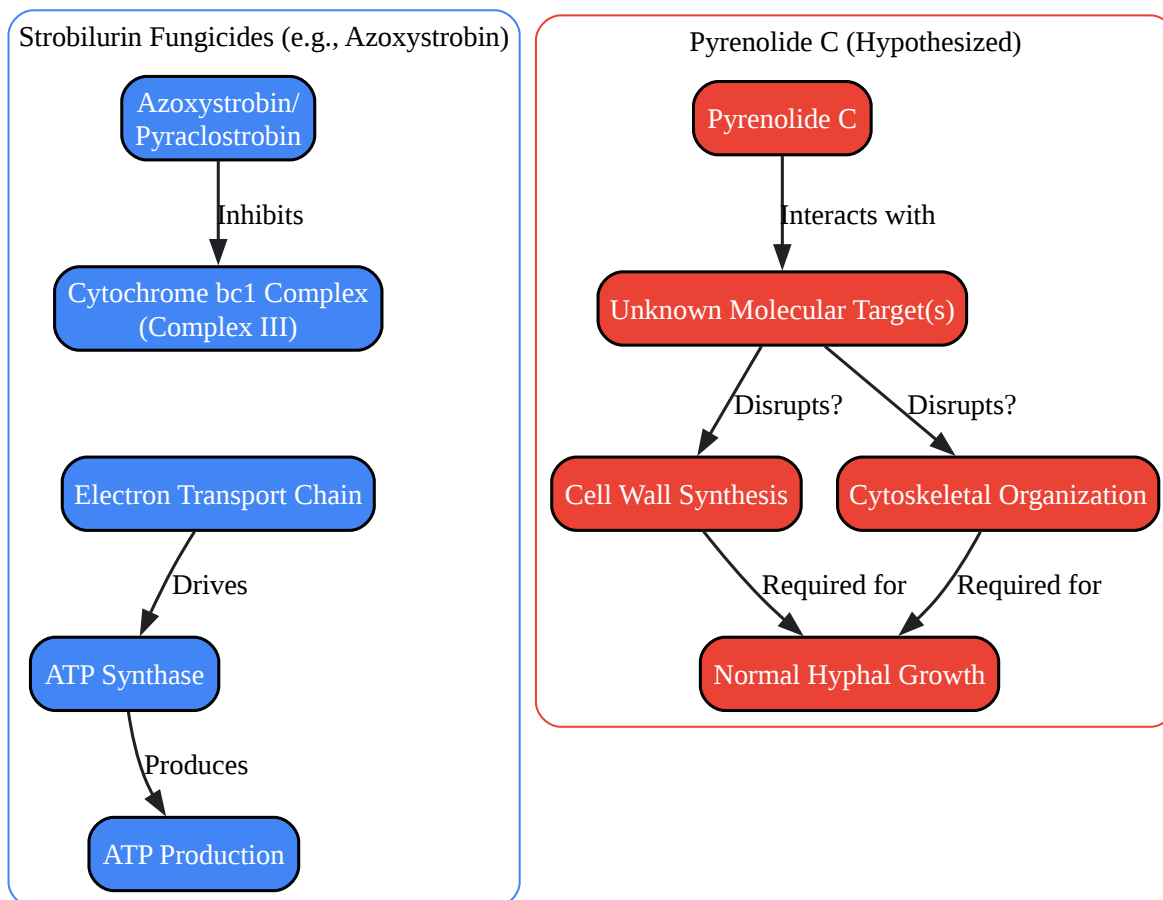 Strobilurin Fungicides (e.g., Azoxystrobin)
Azoxystrobin/
Pyraclostrobin
Inhibits
Cytochrome bc1 Complex
(Complex III)
Electron Transport Chain
Drives
ATP Synthase
Produces
ATP Production
Pyrenolide C (Hypothesized)
Pyrenolide C
Interacts with
Unknown Molecular Target(s)
Disrupts?
Disrupts?
Cell Wall Synthesis
Cytoskeletal Organization
Required for
Required for
Normal Hyphal Growth